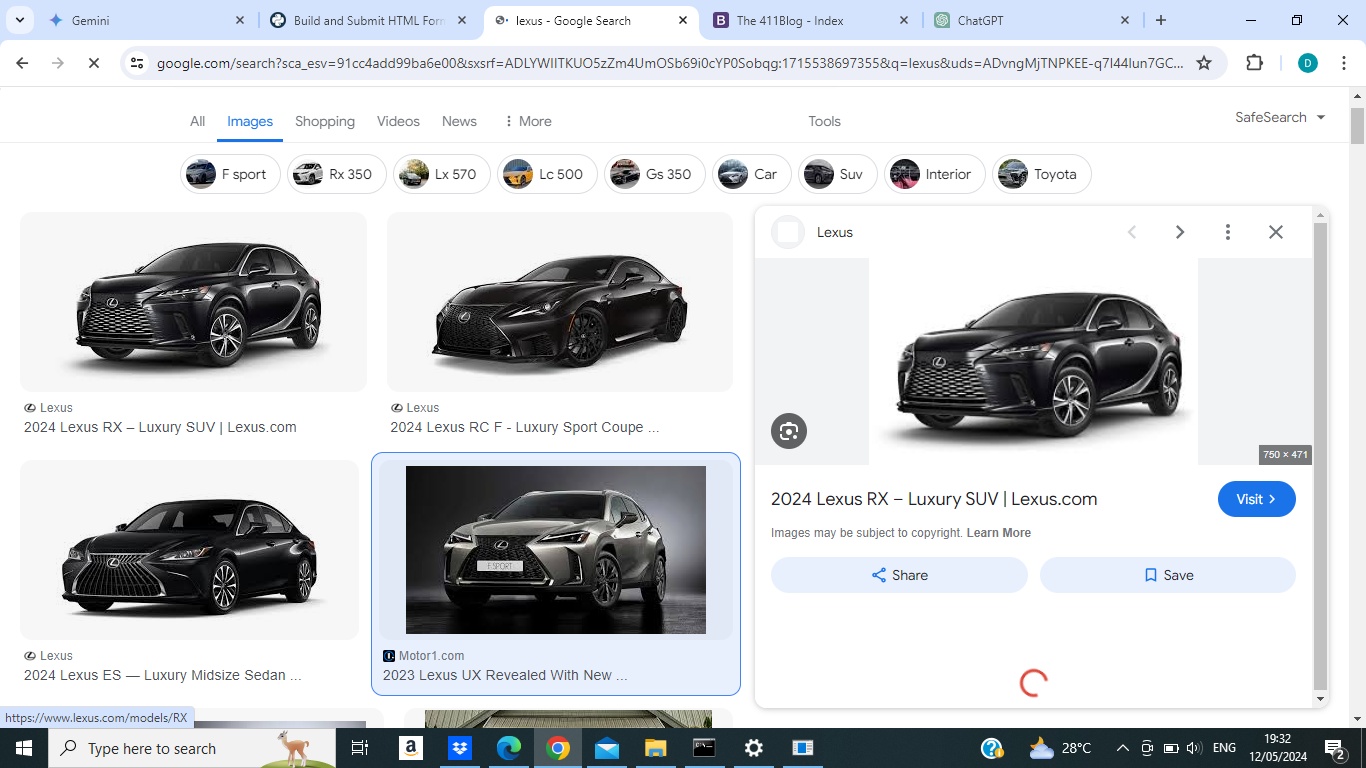 Gemini
Build and Submit HTML For
lexus - Google Search
The 411Blog - Index
ChatGPT
google.com/search?sca_esv=91cc4add99ba6e00&sxsrf=ADLYWIITKUO5zZm4UmOSb69i0cYP0Sobqg:1715538697355&q=lexus&uds=ADvngMjTNPKEE-q7I44lun7GC...
D
All
Images
Shopping
Videos
News
More
Tools
SafeSearch
F sport
Rx 350
Lx 570
Lc 500
Gs 350
Car
Suv
Interior
Toyota
Lexus
2024 Lexus RX – Luxury SUV | Lexus.com
Lexus
2024 Lexus RC F - Luxury Sport Coupe ...
Lexus
2024 Lexus ES — Luxury Midsize Sedan ...
F SPORT
Motor1.com
2023 Lexus UX Revealed With New ...
Lexus
750 × 471
2024 Lexus RX – Luxury SUV | Lexus.com
Visit
Images may be subject to copyright. Learn More
Share
Save
https://www.lexus.com/models/RX
Type here to search
28°C
ENG
19:32
12/05/2024
2